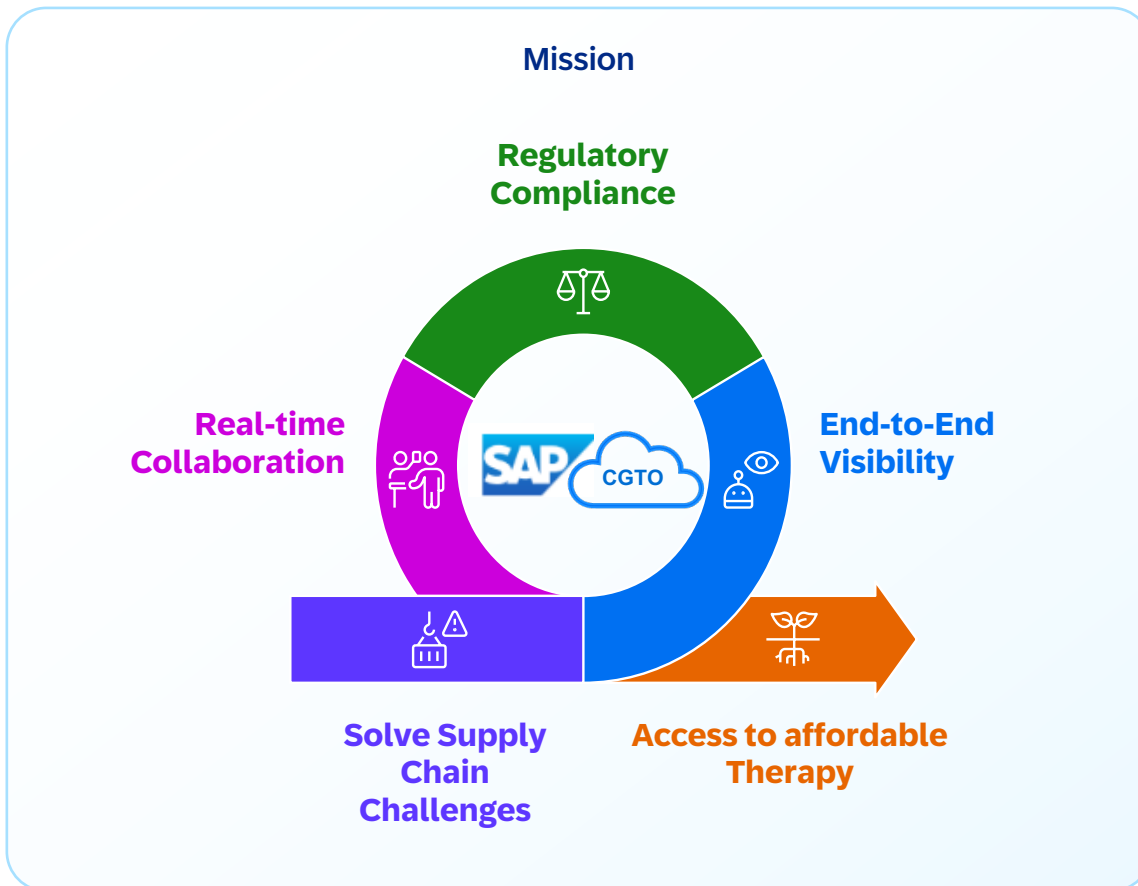 Mission
Regulatory
Compliance
Real-time
Collaboration
End-to-End
Visibility
SAP
CGTO
Solve Supply
Chain
Challenges
Access to affordable
Therapy